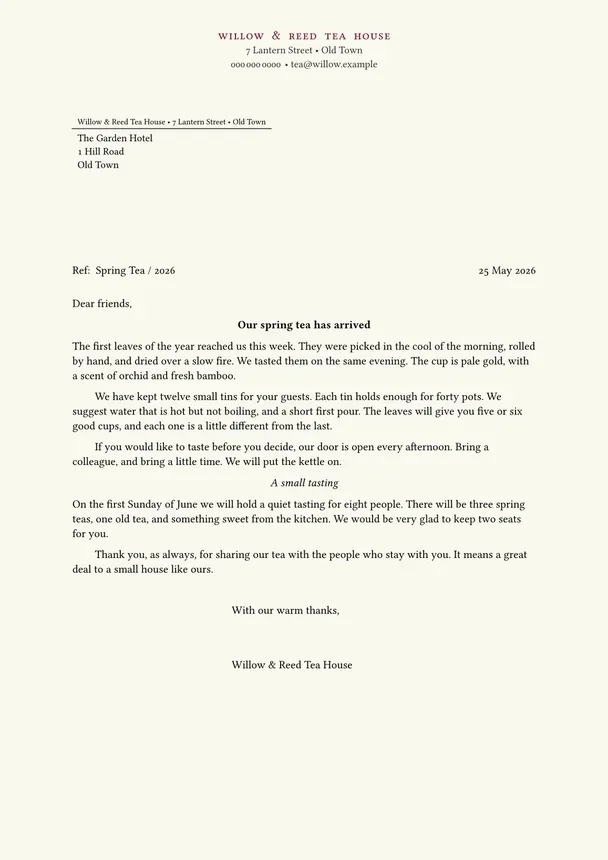 WILLOW & REED TEA HOUSE
7 Lantern Street • Old Town
000 000 0000 • tea@willow.example
Willow & Reed Tea House • 7 Lantern Street • Old Town
The Garden Hotel
1 Hill Road
Old Town
Ref: Spring Tea / 2026 25 May 2026
Dear friends,
Our spring tea has arrived
The first leaves of the year reached us this week. They were picked in the cool of the morning, rolled
by hand, and dried over a slow fire. We tasted them on the same evening. The cup is pale gold, with
a scent of orchid and fresh bamboo.
We have kept twelve small tins for your guests. Each tin holds enough for forty pots. We
suggest water that is hot but not boiling, and a short first pour. The leaves will give you five or six
good cups, and each one is a little different from the last.
If you would like to taste before you decide, our door is open every afternoon. Bring a
colleague, and bring a little time. We will put the kettle on.
A small tasting
On the first Sunday of June we will hold a quiet tasting for eight people. There will be three spring
teas, one old tea, and something sweet from the kitchen. We would be very glad to keep two seats
for you.
Thank you, as always, for sharing our tea with the people who stay with you. It means a great
deal to a small house like ours.
With our warm thanks,
Willow & Reed Tea House